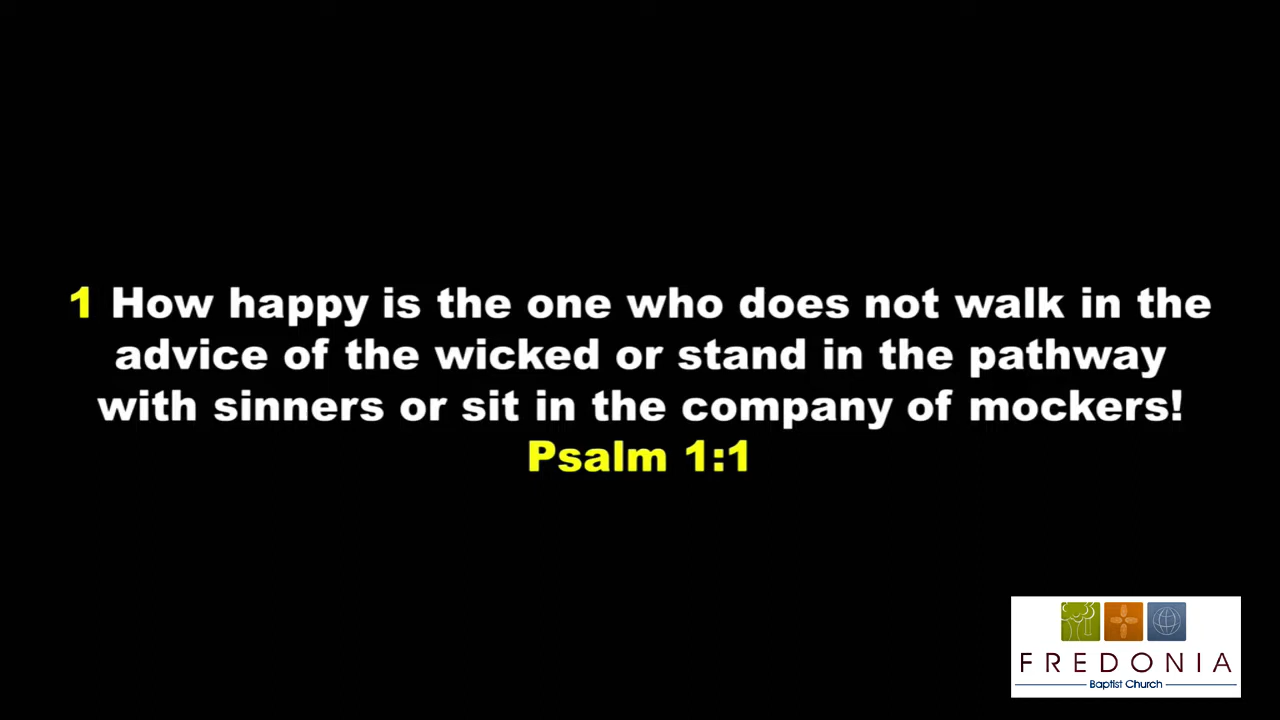 1 How happy is the one who does not walk in the
advice of the wicked or stand in the pathway
with sinners or sit in the company of mockers!
Psalm 1:1
FREDONIA
Baptist Church